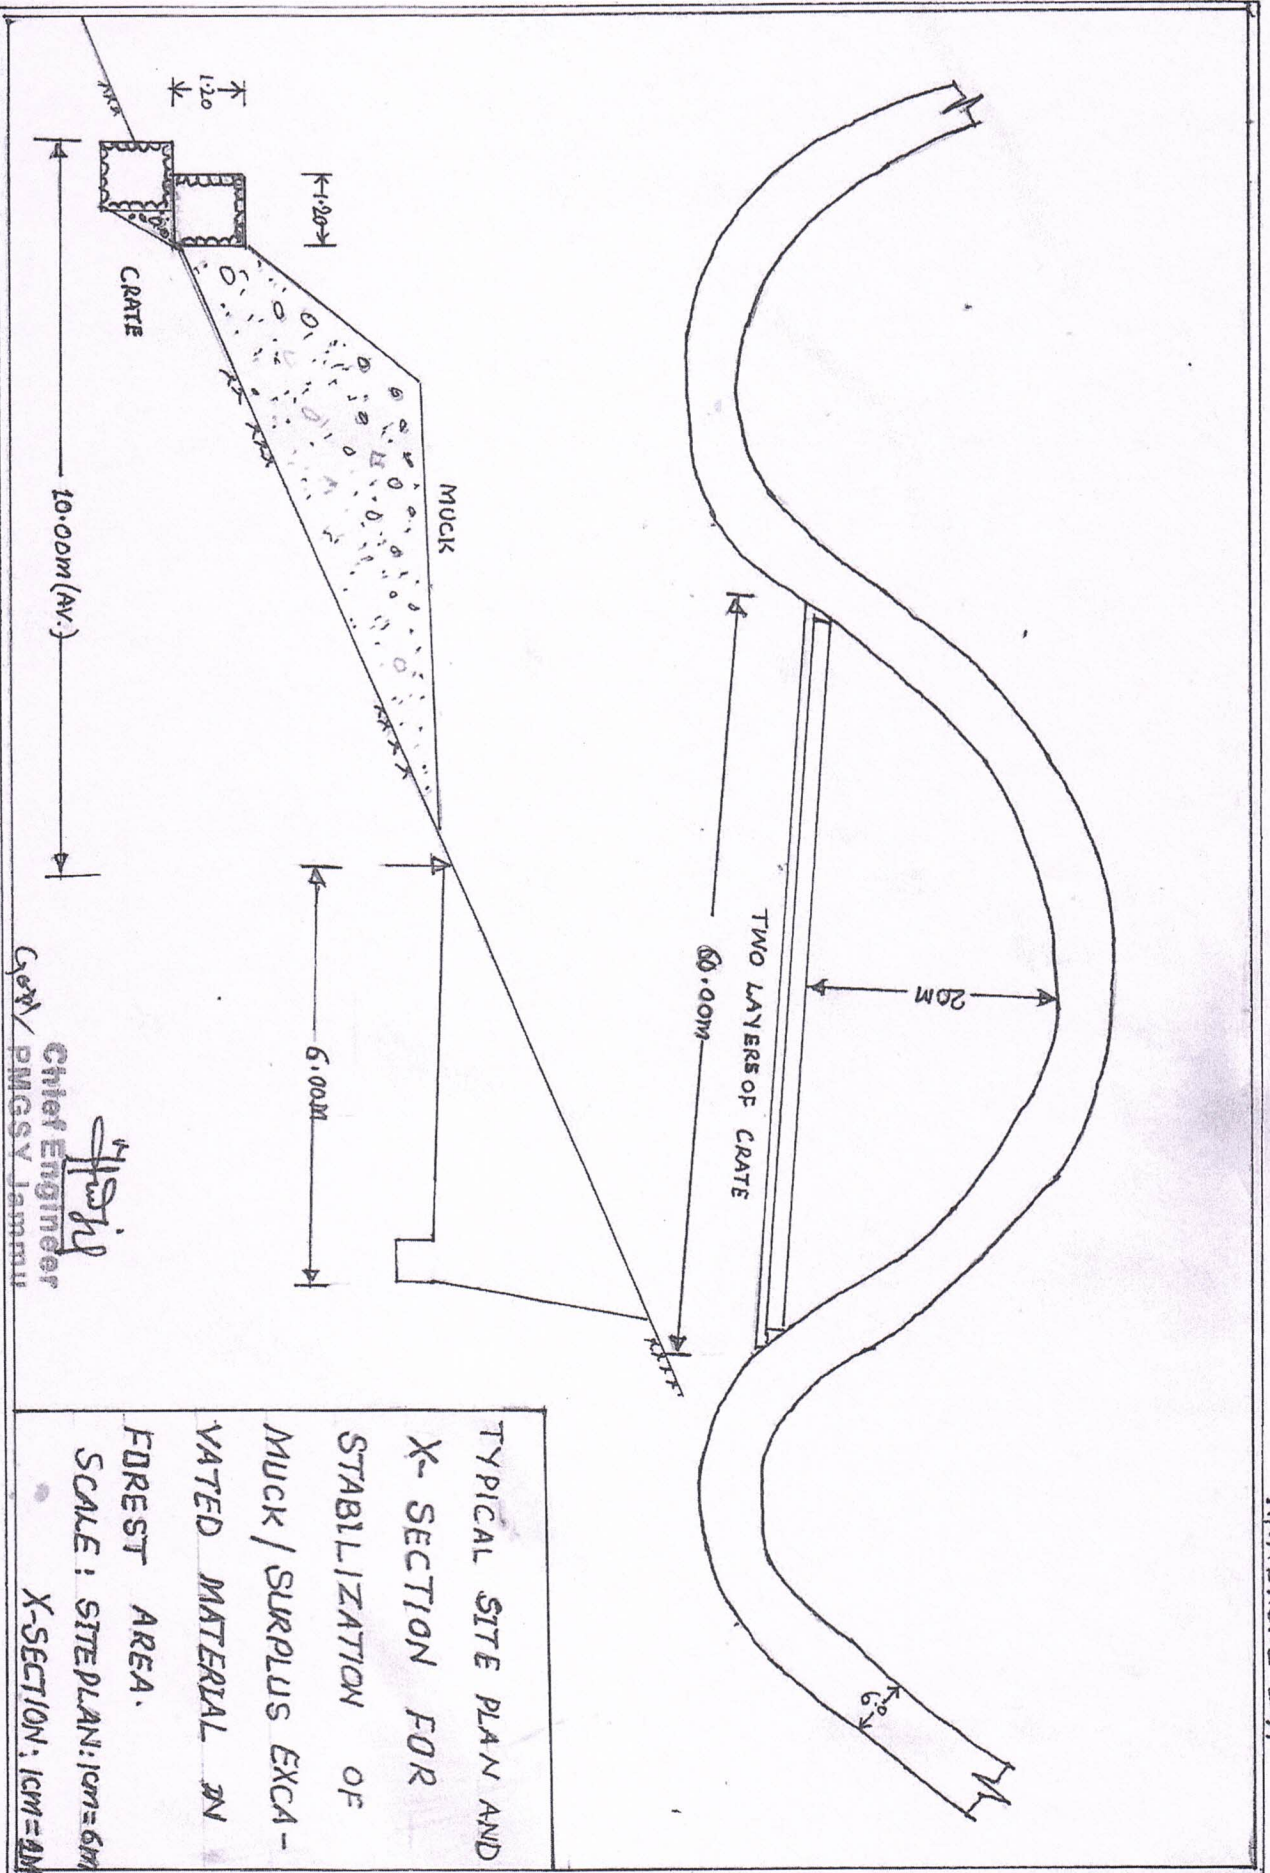 6.0
20M
TWO LAYERS OF CRATE
60.00M
MUCK
1.20
1.20
CRATE
6.00M
10.00m (AV.)
TYPICAL SITE PLAN AND
X-SECTION FOR
STABILIZATION OF
MUCK / SURPLUS EXCA-
VATED MATERIAL IN
FOREST AREA.
SCALE: SITEPLAN: 1cm=6m
X-SECTION: 1cm=1M
Chief Engineer
PMGSY Jammu